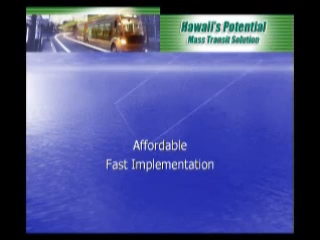 Hawaii's Potential
Mass Transit Solution
Affordable
Fast Implementation